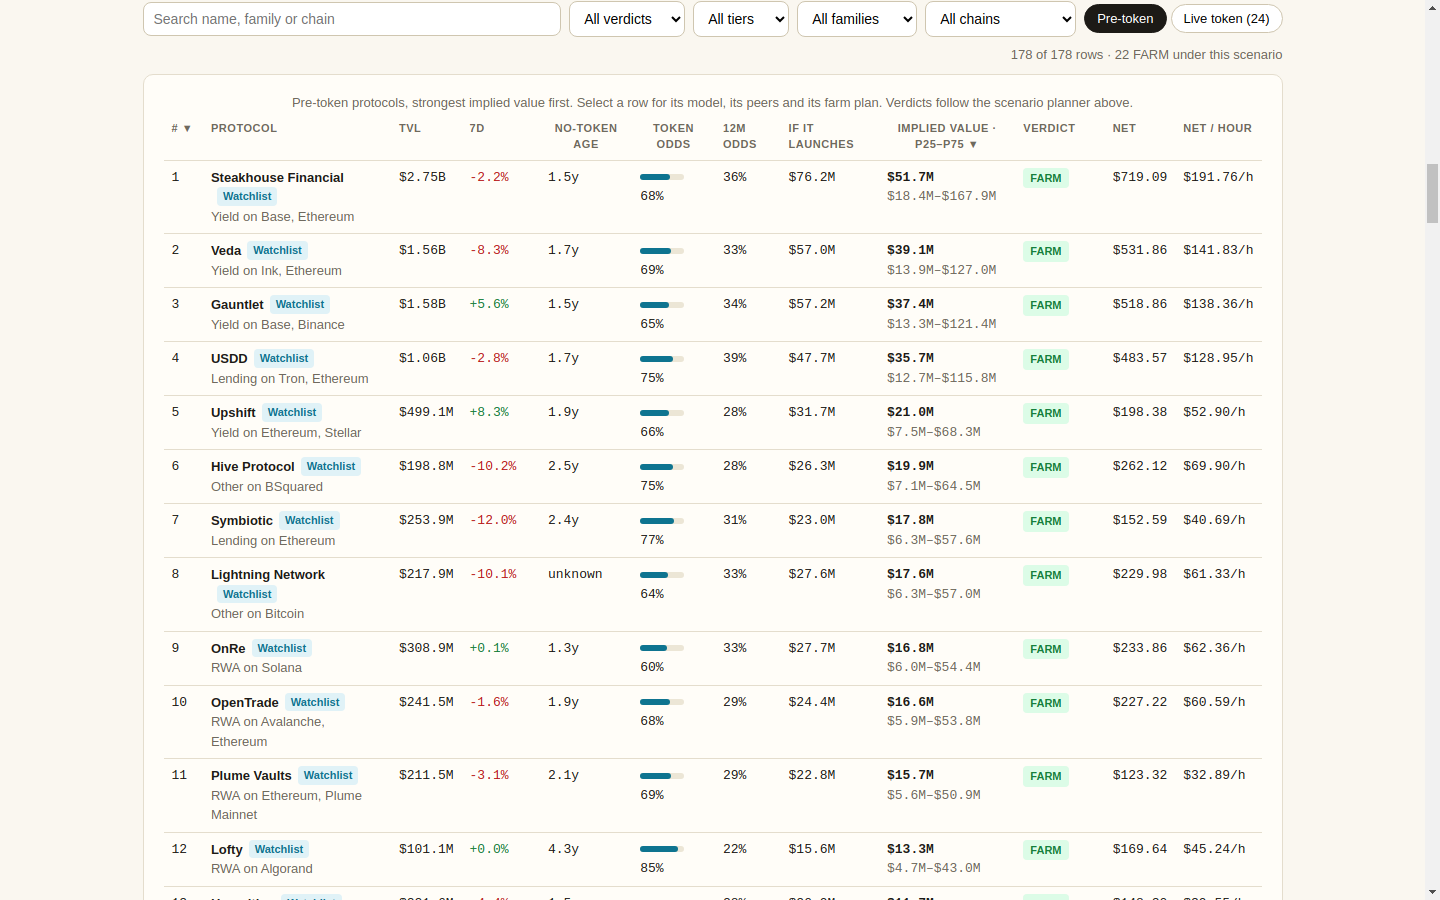 Search name, family or chain All verdicts All tiers All families All chains Pre-token Live token (24)
178 of 178 rows · 22 FARM under this scenario
Pre-token protocols, strongest implied value first. Select a row for its model, its peers and its farm plan. Verdicts follow the scenario planner above.
# ▼ PROTOCOL TVL 7D NO-TOKEN AGE TOKEN ODDS 12M ODDS IF IT LAUNCHES IMPLIED VALUE · P25–P75 ▼ VERDICT NET NET / HOUR
1 Steakhouse Financial $2.75B -2.2% 1.5y 68% 36% $76.2M $51.7M FARM $719.09 $191.76/h
Watchlist $18.4M–$167.9M
Yield on Base, Ethereum
2 Veda Watchlist $1.56B -8.3% 1.7y 69% 33% $57.0M $39.1M FARM $531.86 $141.83/h
Yield on Ink, Ethereum $13.9M–$127.0M
3 Gauntlet Watchlist $1.58B +5.6% 1.5y 65% 34% $57.2M $37.4M FARM $518.86 $138.36/h
Yield on Base, Binance $13.3M–$121.4M
4 USDD Watchlist $1.06B -2.8% 1.7y 75% 39% $47.7M $35.7M FARM $483.57 $128.95/h
Lending on Tron, Ethereum $12.7M–$115.8M
5 Upshift Watchlist $499.1M +8.3% 1.9y 66% 28% $31.7M $21.0M FARM $198.38 $52.90/h
Yield on Ethereum, Stellar $7.5M–$68.3M
6 Hive Protocol Watchlist $198.8M -10.2% 2.5y 75% 28% $26.3M $19.9M FARM $262.12 $69.90/h
Other on BSquared $7.1M–$64.5M
7 Symbiotic Watchlist $253.9M -12.0% 2.4y 77% 31% $23.0M $17.8M FARM $152.59 $40.69/h
Lending on Ethereum $6.3M–$57.6M
8 Lightning Network $217.9M -10.1% unknown 64% 33% $27.6M $17.6M FARM $229.98 $61.33/h
Watchlist $6.3M–$57.0M
Other on Bitcoin
9 OnRe Watchlist $308.9M +0.1% 1.3y 60% 33% $27.7M $16.8M FARM $233.86 $62.36/h
RWA on Solana $6.0M–$54.4M
10 OpenTrade Watchlist $241.5M -1.6% 1.9y 68% 29% $24.4M $16.6M FARM $227.22 $60.59/h
RWA on Avalanche, $5.9M–$53.8M
Ethereum
11 Plume Vaults Watchlist $211.5M -3.1% 2.1y 69% 29% $22.8M $15.7M FARM $123.32 $32.89/h
RWA on Ethereum, Plume $5.6M–$50.9M
Mainnet
12 Lofty Watchlist $101.1M +0.0% 4.3y 85% 22% $15.6M $13.3M FARM $169.64 $45.24/h
RWA on Algorand $4.7M–$43.0M